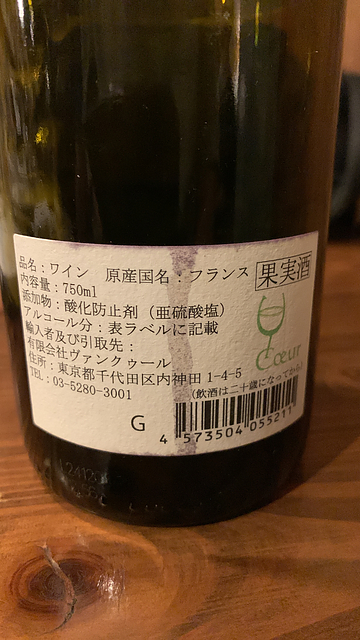 品名：ワイン　原産国名：フランス 果実酒
内容量：750ml
添加物：酸化防止剤（亜硫酸塩）
アルコール分：表ラベルに記載
輸入者及び引取先：
有限会社ヴァンクゥール
住所：東京都千代田区内神田 1-4-5
TEL：03-5280-3001
Cœur
(飲酒は二十歳になってから)
G
4 573504 055211